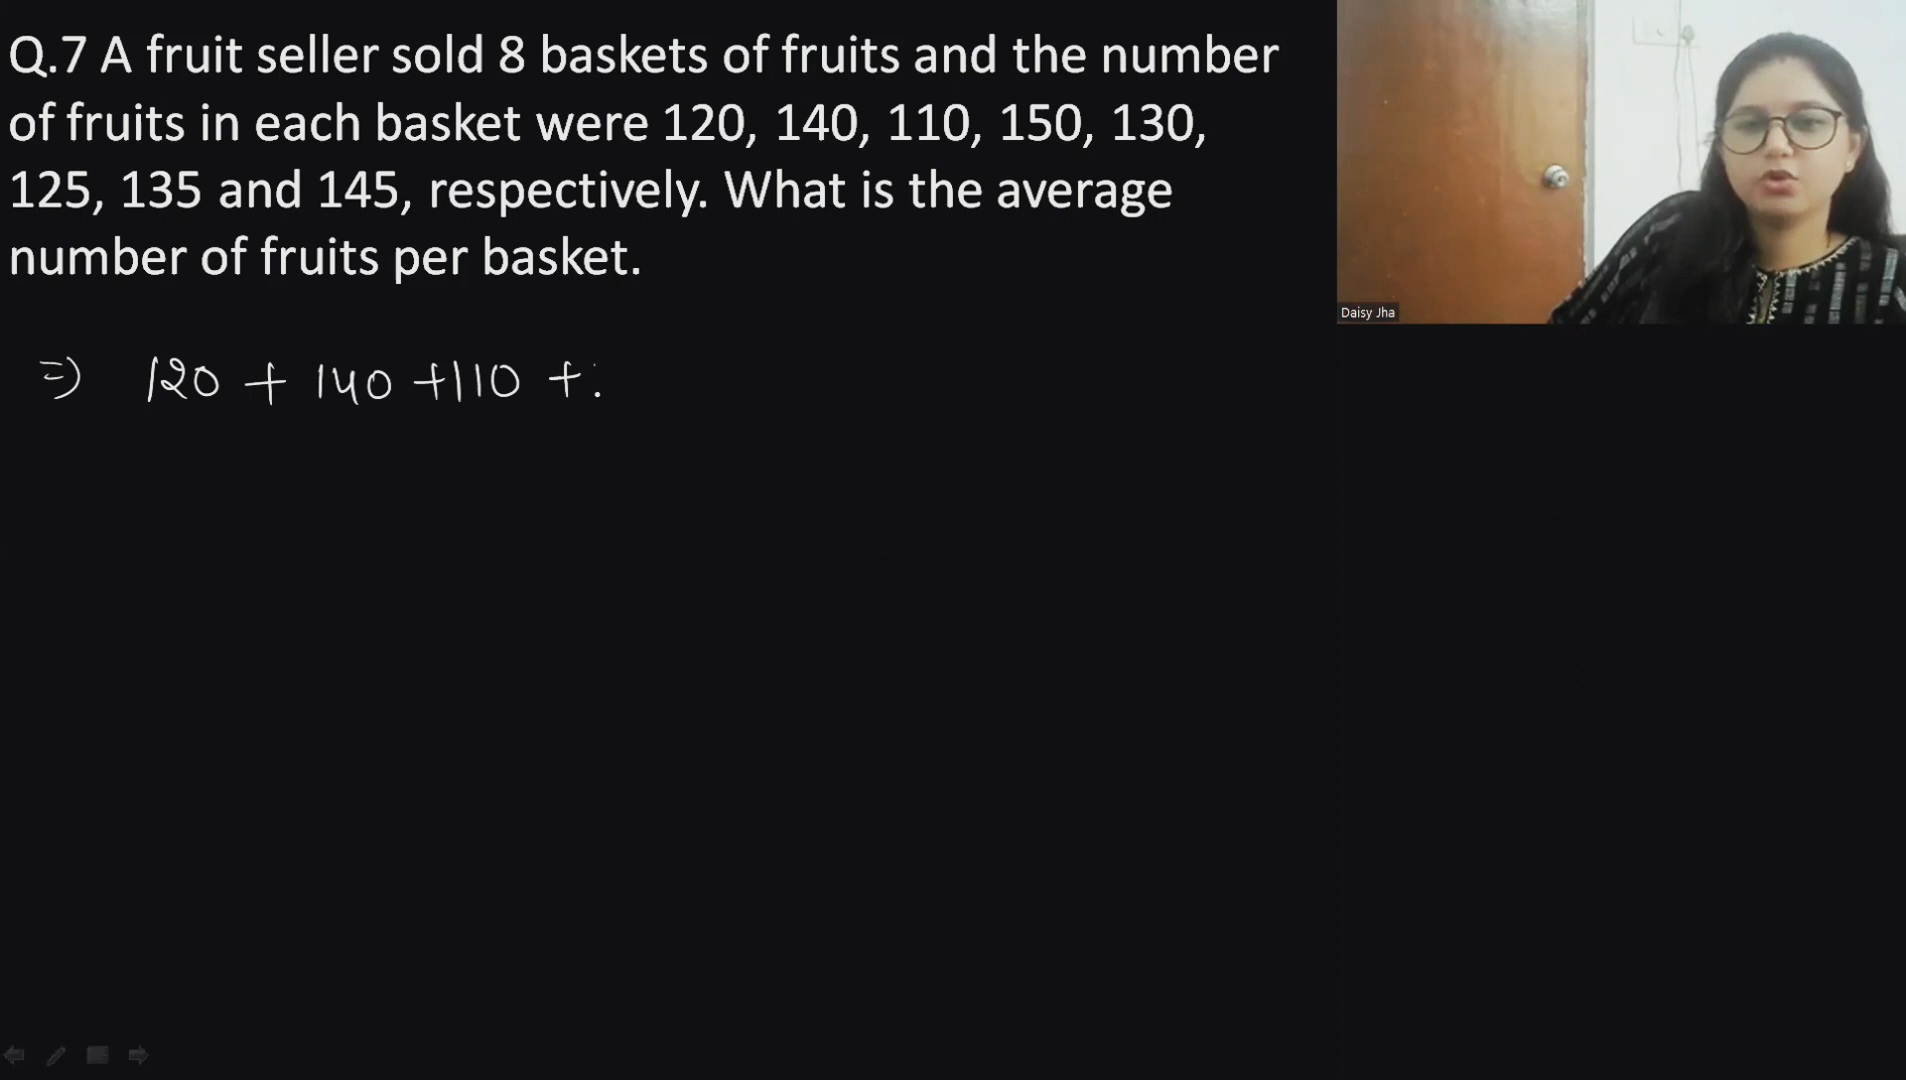 Q.7 A fruit seller sold 8 baskets of fruits and the number
of fruits in each basket were 120, 140, 110, 150, 130,
125, 135 and 145, respectively. What is the average
number of fruits per basket.
Daisy Jha
⇒ 120 + 140 + 110 +